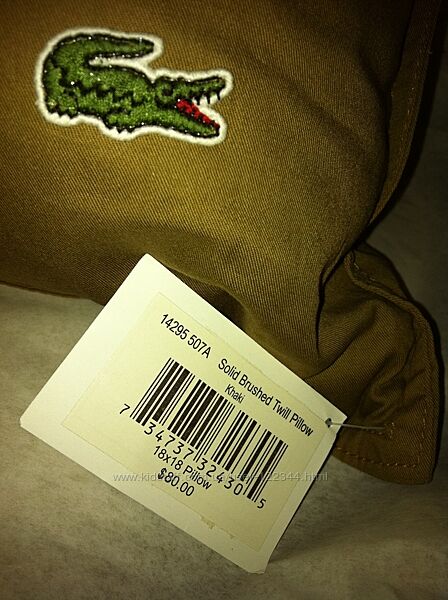 14295 507A Solid Brushed Twill Pillow
Khaki
7 34737 32430 5
18x18 Pillow
$80.00